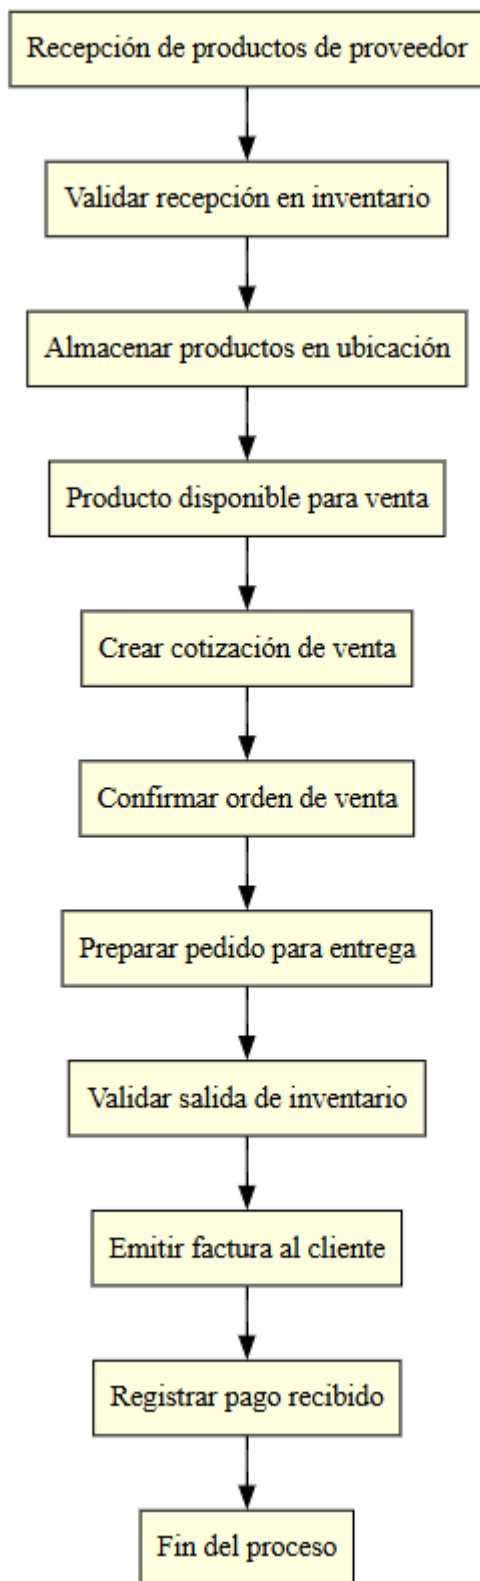 Recepción de productos de proveedor
Validar recepción en inventario
Almacenar productos en ubicación
Producto disponible para venta
Crear cotización de venta
Confirmar orden de venta
Preparar pedido para entrega
Validar salida de inventario
Emitir factura al cliente
Registrar pago recibido
Fin del proceso